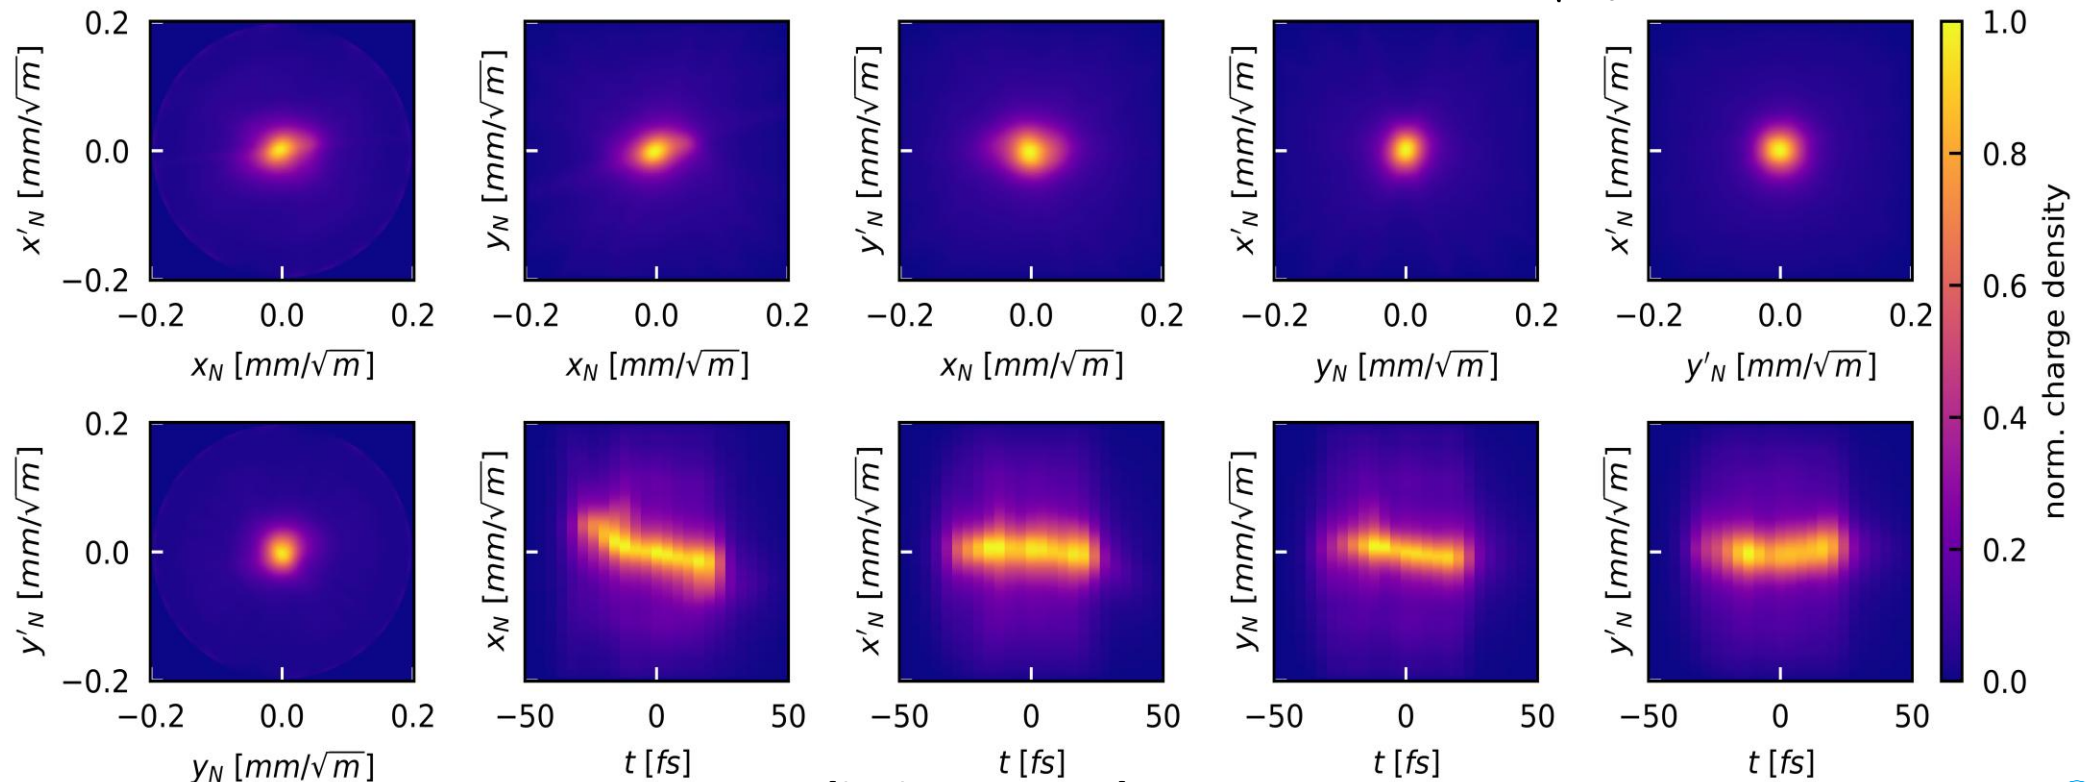 0.2
0.0
−0.2
x'N [mm/√m]
−0.2 0.0 0.2
xN [mm/√m]
yN [mm/√m]
−0.2 0.0 0.2
xN [mm/√m]
y'N [mm/√m]
−0.2 0.0 0.2
xN [mm/√m]
x'N [mm/√m]
−0.2 0.0 0.2
yN [mm/√m]
x'N [mm/√m]
−0.2 0.0 0.2
y'N [mm/√m]
1.0
0.8
0.6
0.4
0.2
0.0
norm. charge density
0.2
0.0
−0.2
y'N [mm/√m]
−0.2 0.0 0.2
yN [mm/√m]
xN [mm/√m]
−50 0 50
t [fs]
x'N [mm/√m]
−50 0 50
t [fs]
yN [mm/√m]
−50 0 50
t [fs]
y'N [mm/√m]
−50 0 50
t [fs]